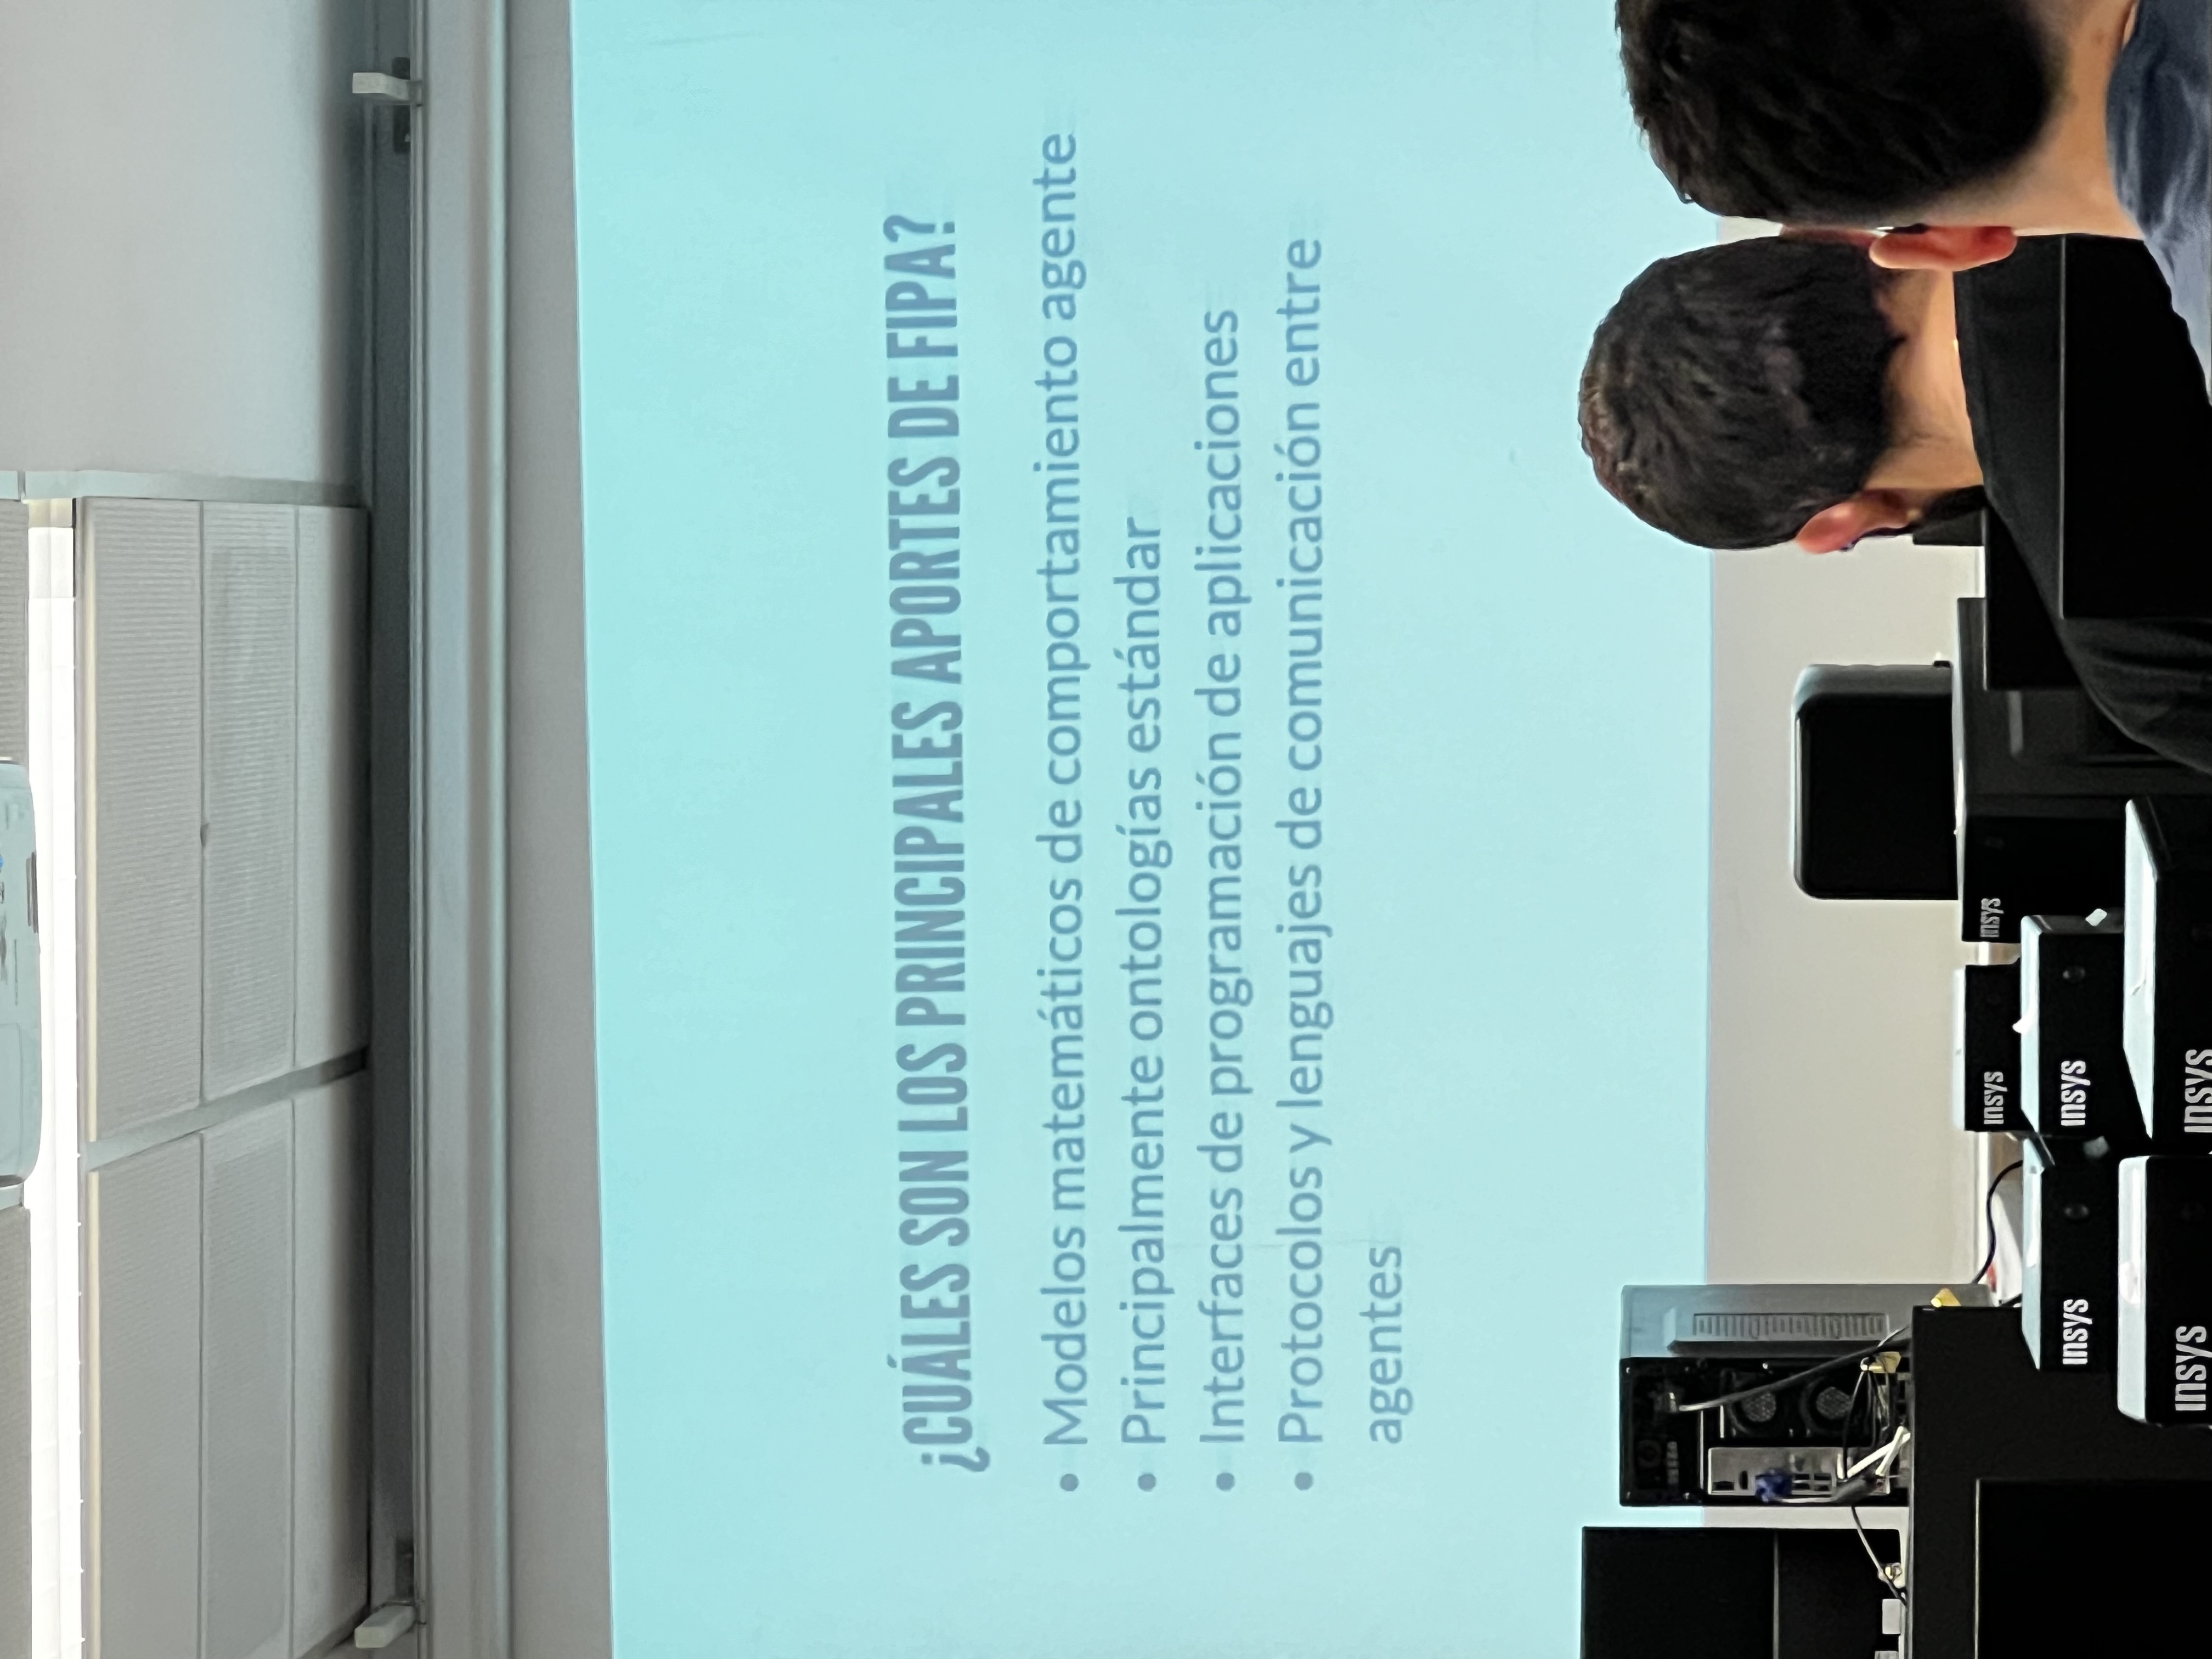 ¿CUÁLES SON LOS PRINCIPALES APORTES DE FIPA?
• Modelos matemáticos de comportamiento agente
• Principalmente ontologías estándar
• Interfaces de programación de aplicaciones
• Protocolos y lenguajes de comunicación entre
agentes
insys
insys
insys
insys
insys
insys